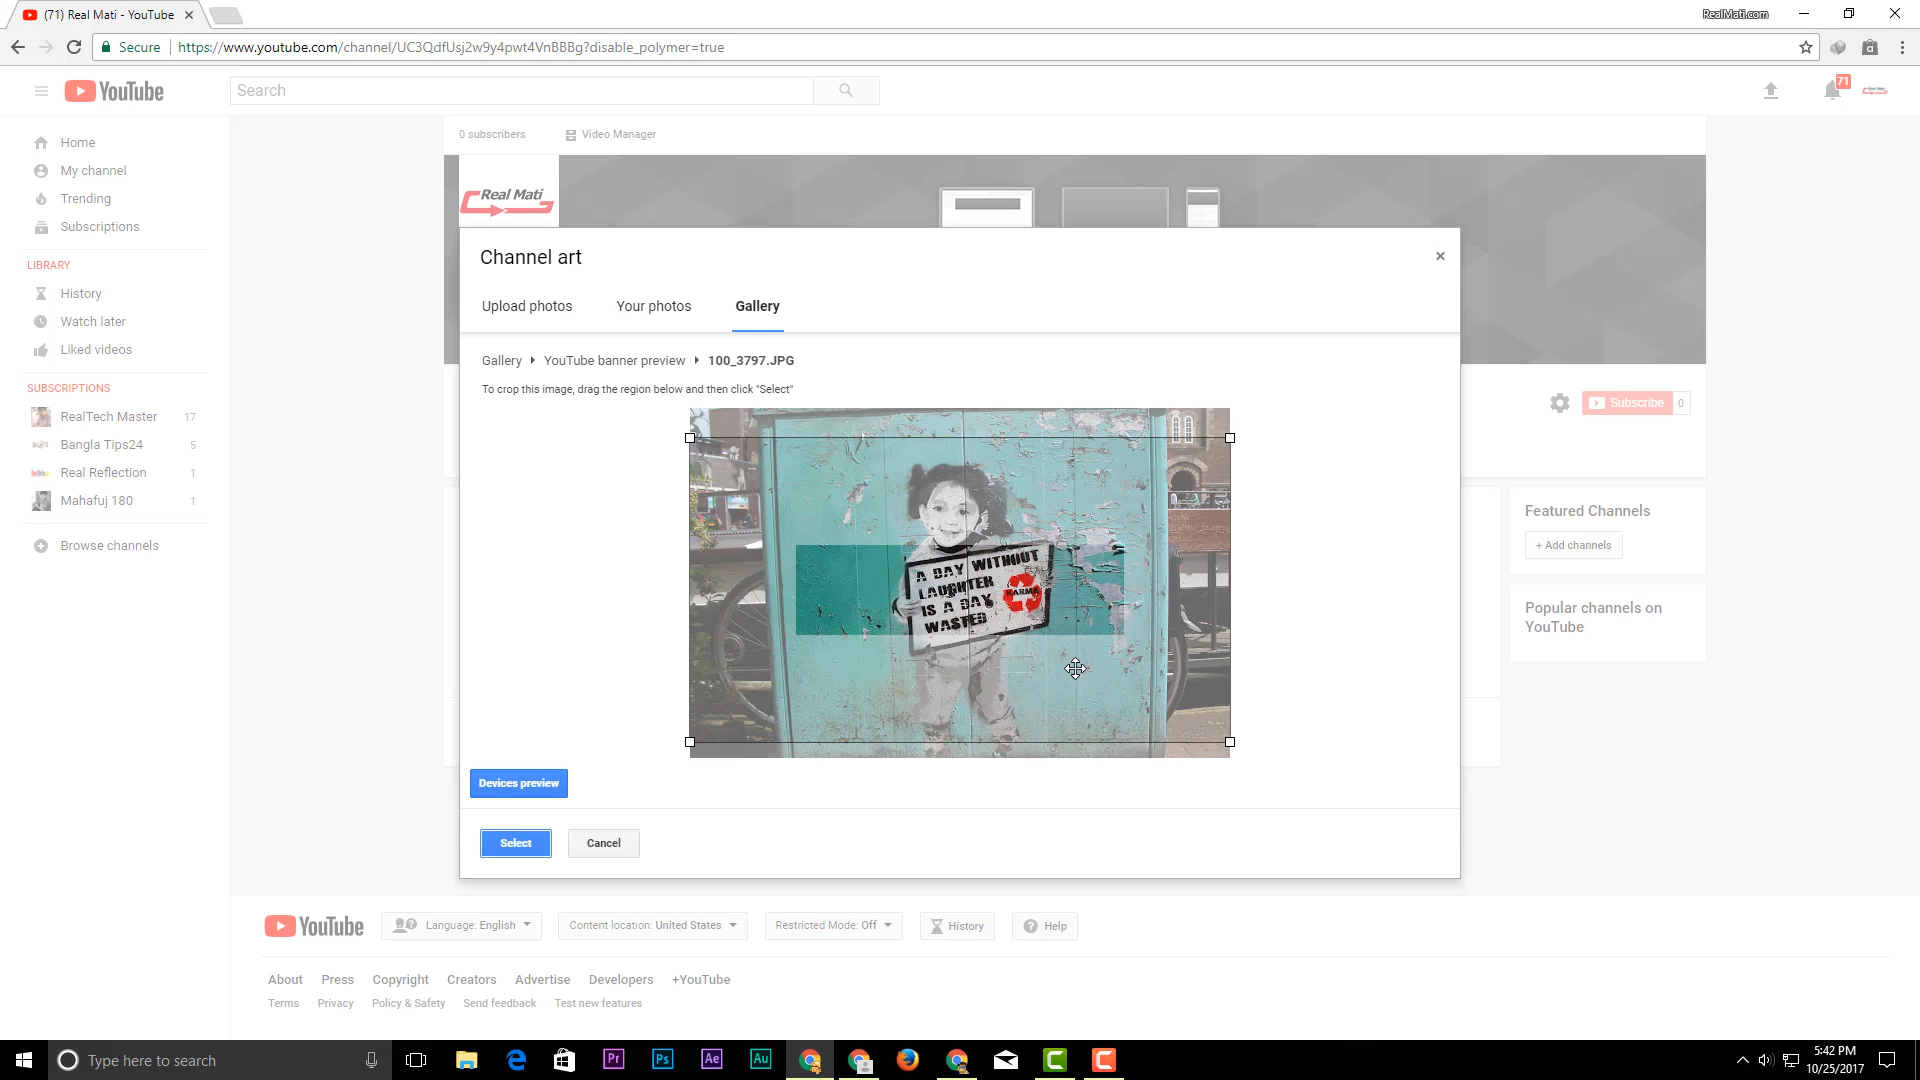 (71) Real Mati - YouTube
RealMati.com
Secure
https://www.youtube.com/channel/UC3QdfUsj2w9y4pwt4VnBBBg?disable_polymer=true
YouTube
Search
71
Home
My channel
Trending
Subscriptions
LIBRARY
History
Watch later
Liked videos
SUBSCRIPTIONS
RealTech Master 17
Bangla Tips24 5
Real Reflection 1
Mahafuj 180 1
Browse channels
0 subscribers Video Manager
Real Mati
Channel art
Upload photos Your photos Gallery
Gallery YouTube banner preview 100_3797.JPG
To crop this image, drag the region below and then click "Select"
A DAY WITHOUT
LAUGHTER
IS A DAY
WASTED
KARMA
Devices preview
Select Cancel
Subscribe 0
Featured Channels
+ Add channels
Popular channels on
YouTube
YouTube Language: English Content location: United States Restricted Mode: Off History Help
About Press Copyright Creators Advertise Developers +YouTube
Terms Privacy Policy & Safety Send feedback Test new features
Type here to search
Pr Ps Ae Au
5:42 PM
10/25/2017